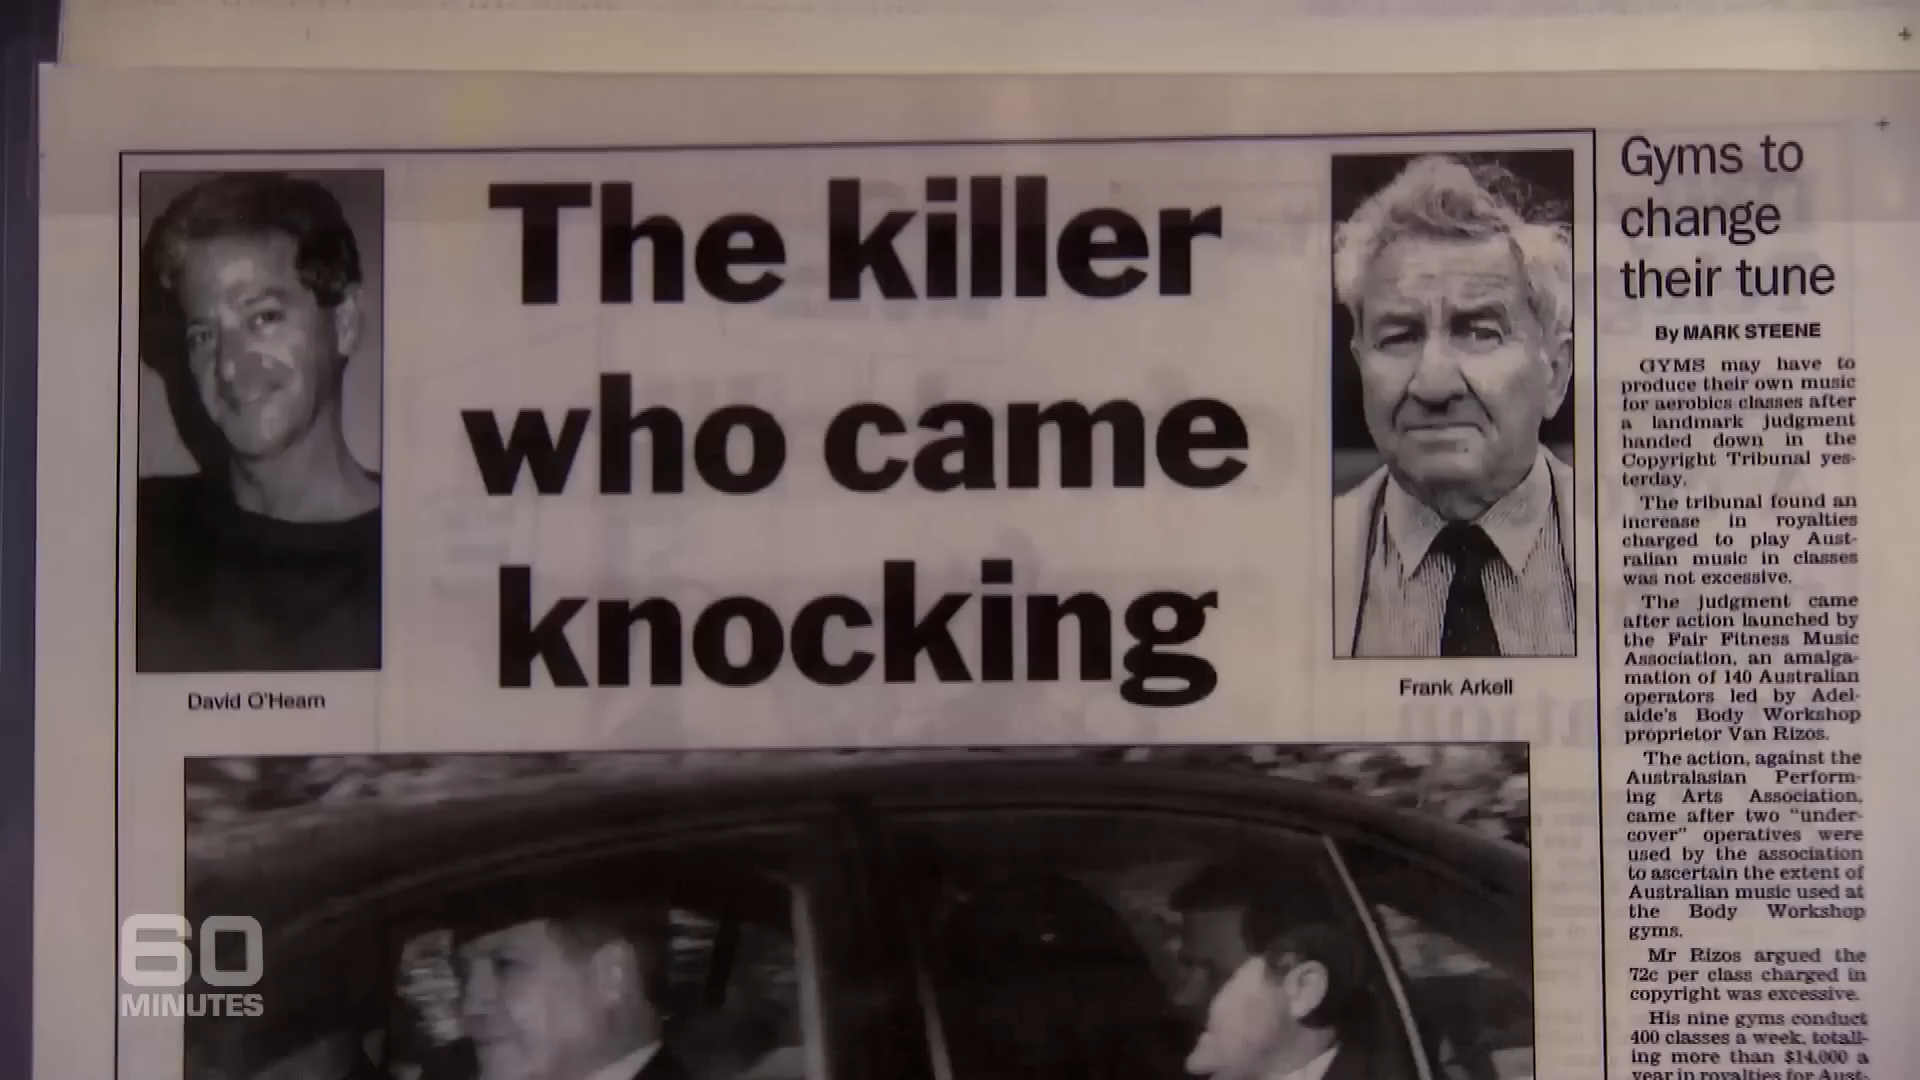 The killer
who came
knocking
David O'Hearn
Frank Arkell
Gyms to
change
their tune
By MARK STEENE
GYMS may have to
produce their own music
for aerobics classes after
a landmark judgment
handed down in the
Copyright Tribunal yes-
terday.
The tribunal found an
increase in royalties
charged to play Aust-
ralian music in classes
was not excessive.
The judgment came
after action launched by
the Fair Fitness Music
Association, an amalga-
mation of 140 Australian
operators led by Adel-
aide's Body Workshop
proprietor Van Rizos.
The action, against the
Australasian Perform-
ing Arts Association,
came after two "under-
cover" operatives were
used by the association
to ascertain the extent of
Australian music used at
the Body Workshop
gyms.
Mr Rizos argued the
72c per class charged in
copyright was excessive.
His nine gyms conduct
400 classes a week, totall-
ing more than $14,000 a
year in royalties for Aust-
60
MINUTES